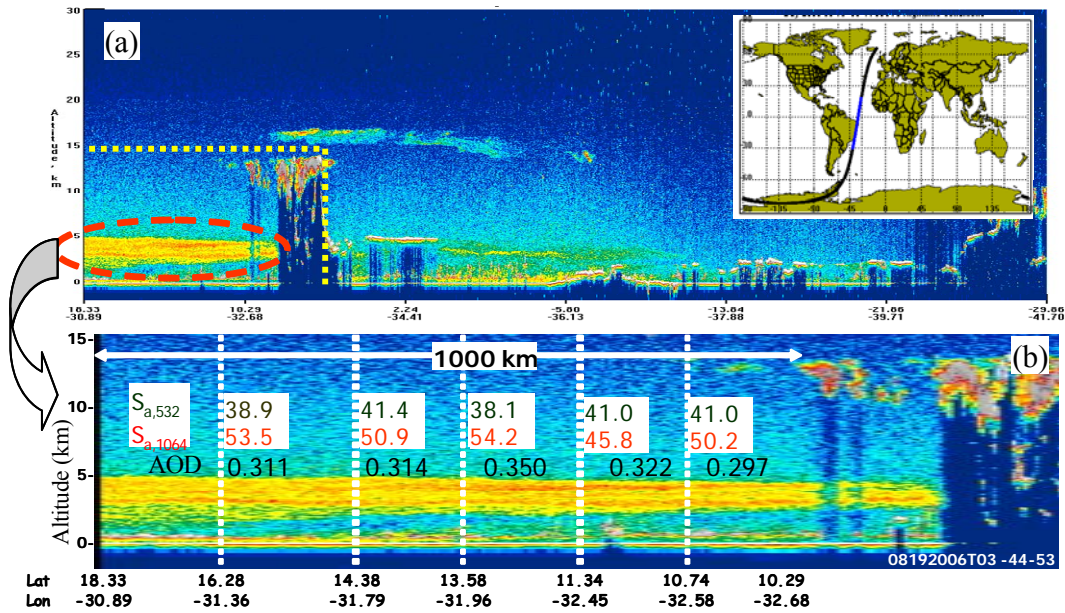 (a)
30
25
20
15
10
5
0
Altitude, km
18.33 10.29 2.24 -5.80 -21.66 -29.66
-30.89 -32.68 -34.41 -36.13 -37.88 -39.71 -41.70
(b)
1000 km
15-
10-
5-
0-
Altitude (km)
Sa,532 38.9 41.4 38.1 41.0 41.0
Sa,1064 53.5 50.9 54.2 45.8 50.2
AOD 0.311 0.314 0.350 0.322 0.297
08192006T03 -44-53
Lat 18.33 16.28 14.38 13.58 11.34 10.74 10.29
Lon -30.89 -31.36 -31.79 -31.96 -32.45 -32.58 -32.68